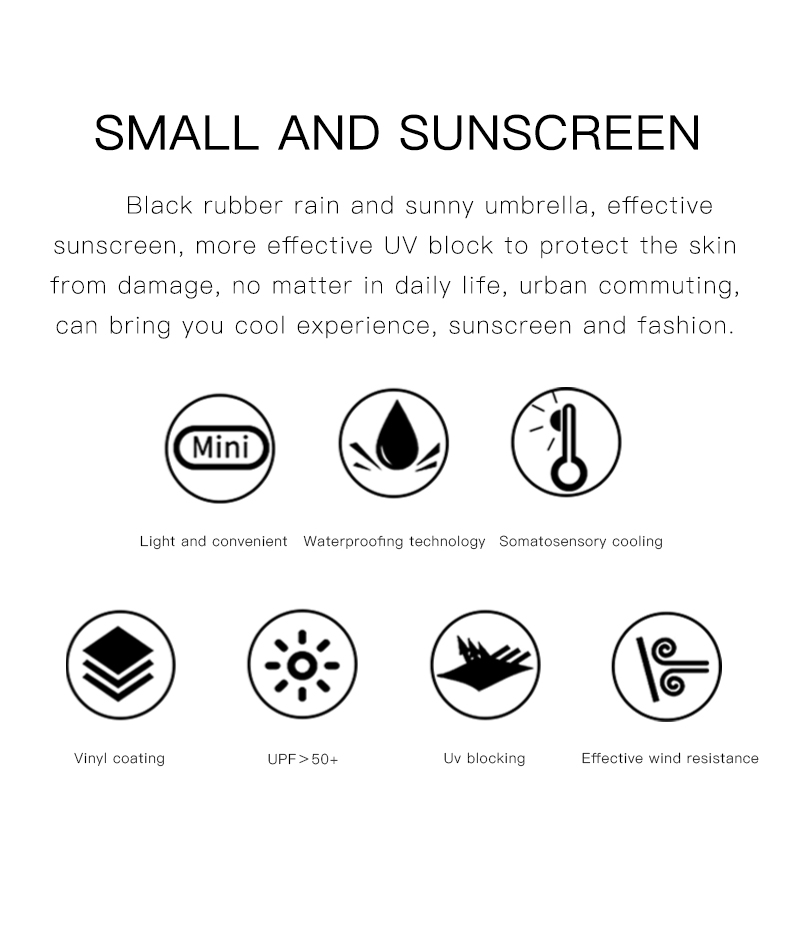 SMALL AND SUNSCREEN
Black rubber rain and sunny umbrella, effective
sunscreen, more effective UV block to protect the skin
from damage, no matter in daily life, urban commuting,
can bring you cool experience, sunscreen and fashion.
Mini
Light and convenient Waterproofing technology Somatosensory cooling
Vinyl coating UPF＞50+ Uv blocking Effective wind resistance